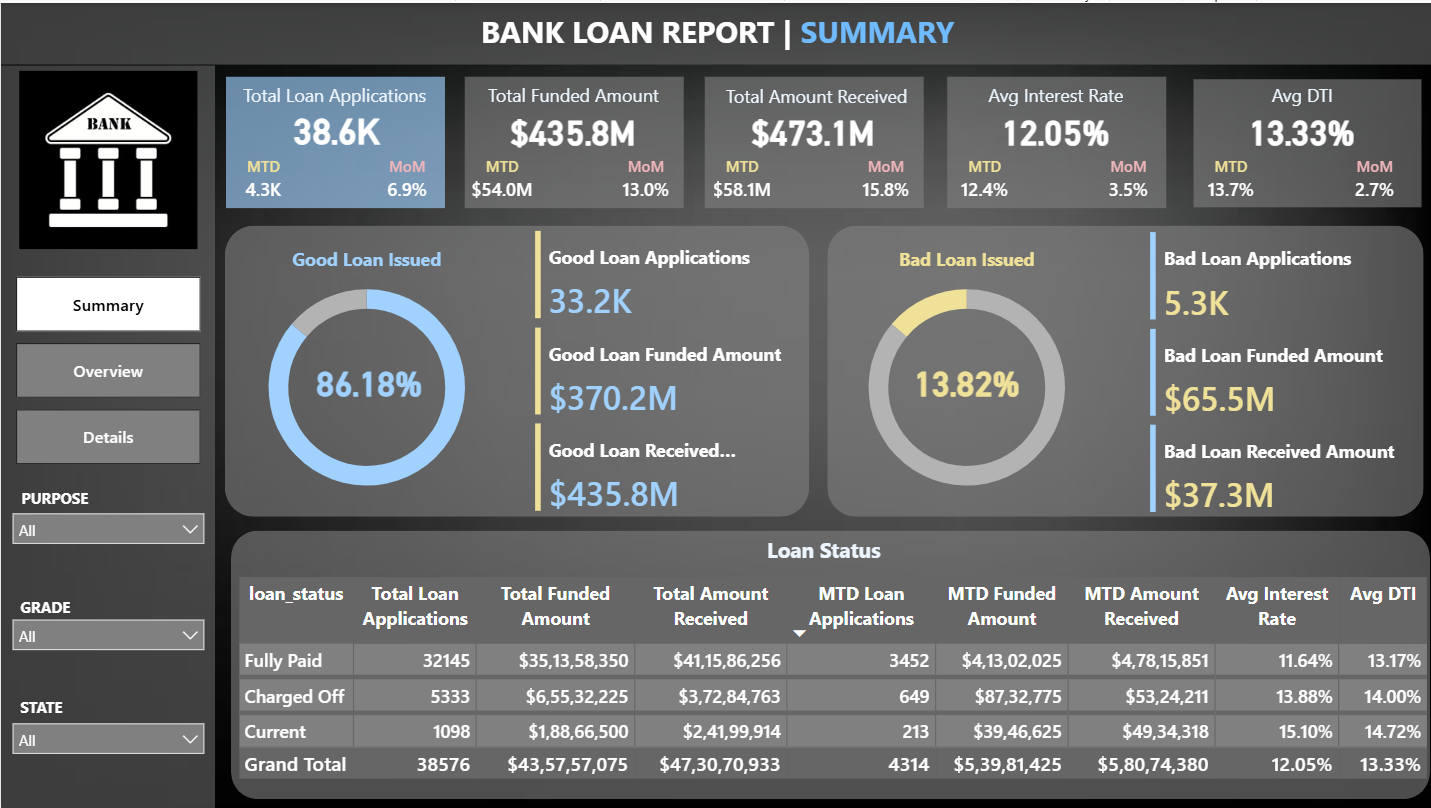 BANK LOAN REPORT | SUMMARY
BANK
Summary
Overview
Details
PURPOSE
All
GRADE
All
STATE
All
Total Loan Applications
38.6K
MTD MoM
4.3K 6.9%
Total Funded Amount
$435.8M
MTD MoM
$54.0M 13.0%
Total Amount Received
$473.1M
MTD MoM
$58.1M 15.8%
Avg Interest Rate
12.05%
MTD MoM
12.4% 3.5%
Avg DTI
13.33%
MTD MoM
13.7% 2.7%
Good Loan Issued
86.18%
Good Loan Applications
33.2K
Good Loan Funded Amount
$370.2M
Good Loan Received...
$435.8M
Bad Loan Issued
13.82%
Bad Loan Applications
5.3K
Bad Loan Funded Amount
$65.5M
Bad Loan Received Amount
$37.3M
Loan Status
loan_status Total Loan Applications Total Funded Amount Total Amount Received MTD Loan Applications MTD Funded Amount MTD Amount Received Avg Interest Rate Avg DTI
Fully Paid 32145 $35,13,58,350 $41,15,86,256 3452 $4,13,02,025 $4,78,15,851 11.64% 13.17%
Charged Off 5333 $6,55,32,225 $3,72,84,763 649 $87,32,775 $53,24,211 13.88% 14.00%
Current 1098 $1,88,66,500 $2,41,99,914 213 $39,46,625 $49,34,318 15.10% 14.72%
Grand Total 38576 $43,57,57,075 $47,30,70,933 4314 $5,39,81,425 $5,80,74,380 12.05% 13.33%